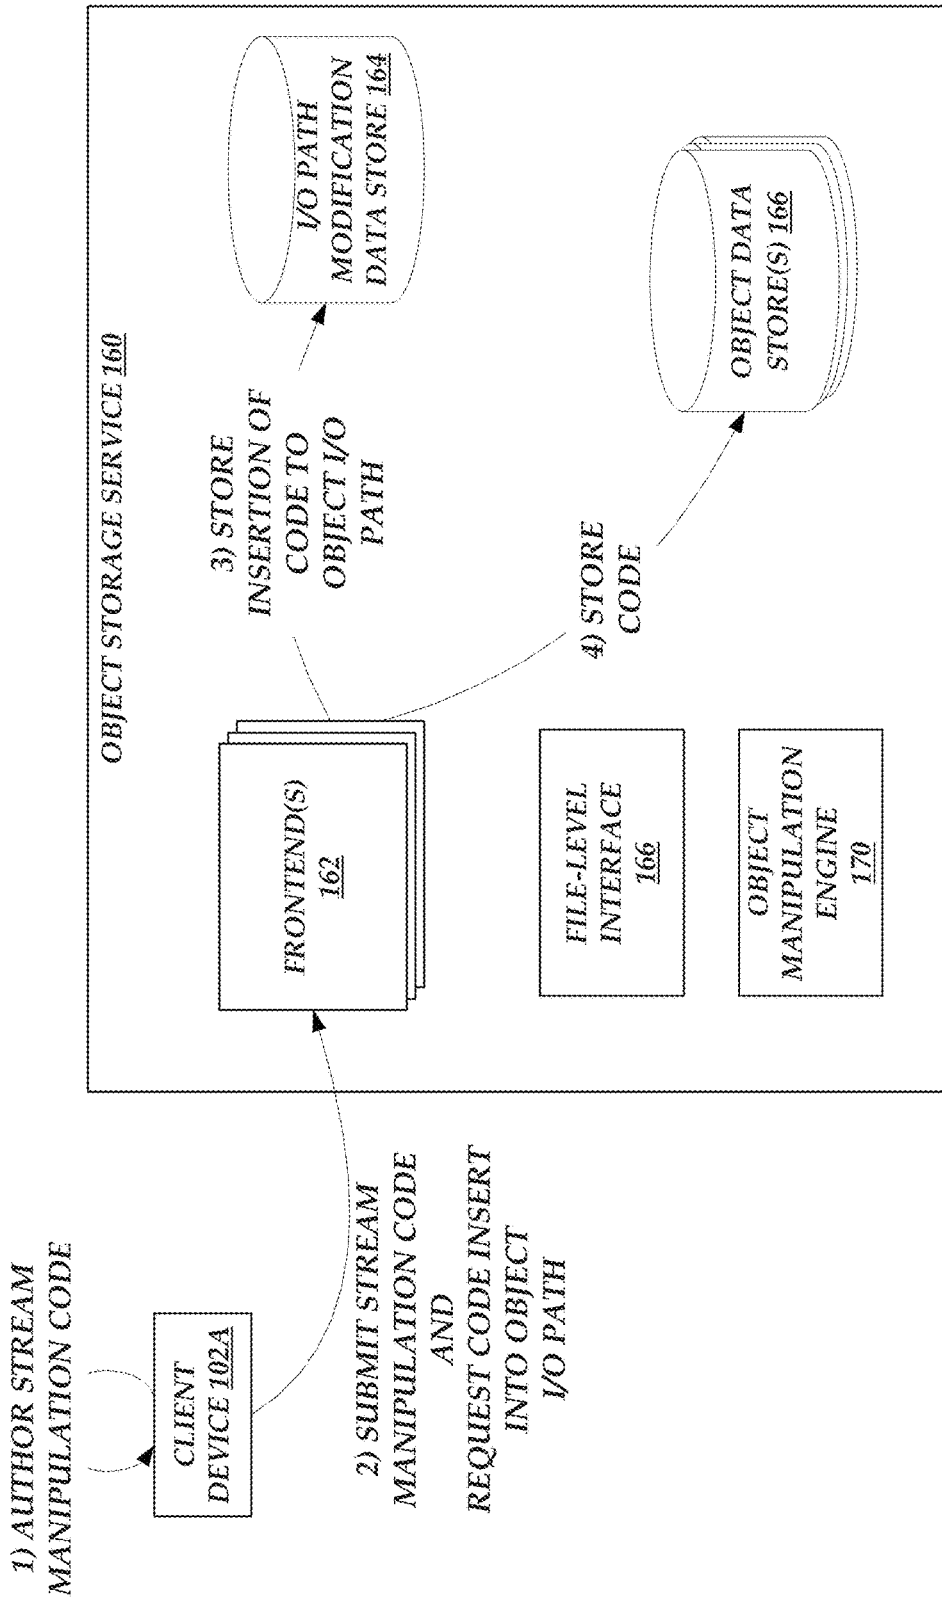 1) AUTHOR STREAM
MANIPULATION CODE
CLIENT
DEVICE 102A
2) SUBMIT STREAM
MANIPULATION CODE
AND
REQUEST CODE INSERT
INTO OBJECT
I/O PATH
OBJECT STORAGE SERVICE 160
FRONTEND(S)
162
3) STORE
INSERTION OF
CODE TO
OBJECT I/O
PATH
I/O PATH
MODIFICATION
DATA STORE 164
4) STORE
CODE
OBJECT DATA
STORE(S) 166
FILE-LEVEL
INTERFACE
166
OBJECT
MANIPULATION
ENGINE
170